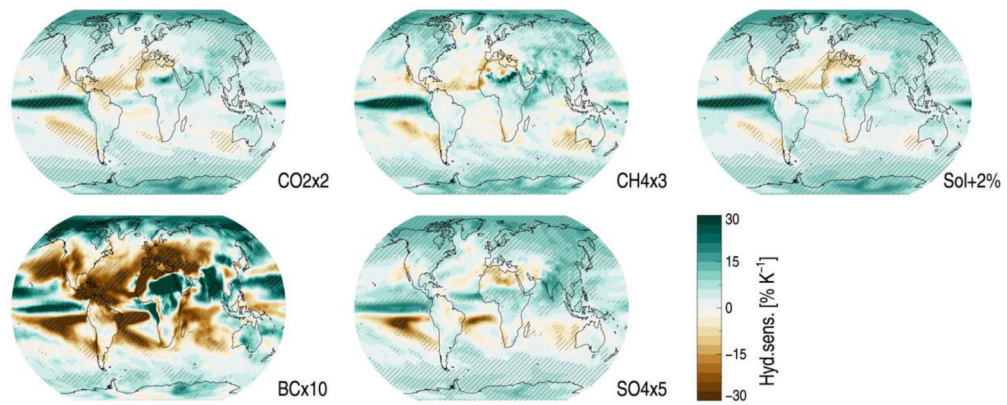 CO2x2
CH4x3
Sol+2%
BCx10
SO4x5
30
15
0
−15
−30
Hyd.sens. [% K⁻¹]